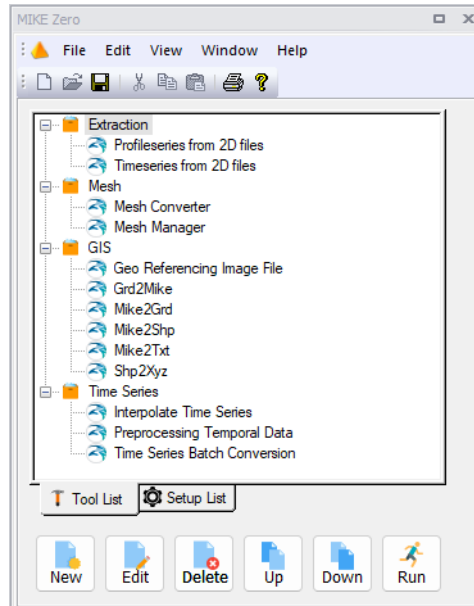 MIKE Zero
File Edit View Window Help
Extraction
Profileseries from 2D files
Timeseries from 2D files
Mesh
Mesh Converter
Mesh Manager
GIS
Geo Referencing Image File
Grd2Mike
Mike2Grd
Mike2Shp
Mike2Txt
Shp2Xyz
Time Series
Interpolate Time Series
Preprocessing Temporal Data
Time Series Batch Conversion
Tool List Setup List
New Edit Delete Up Down Run